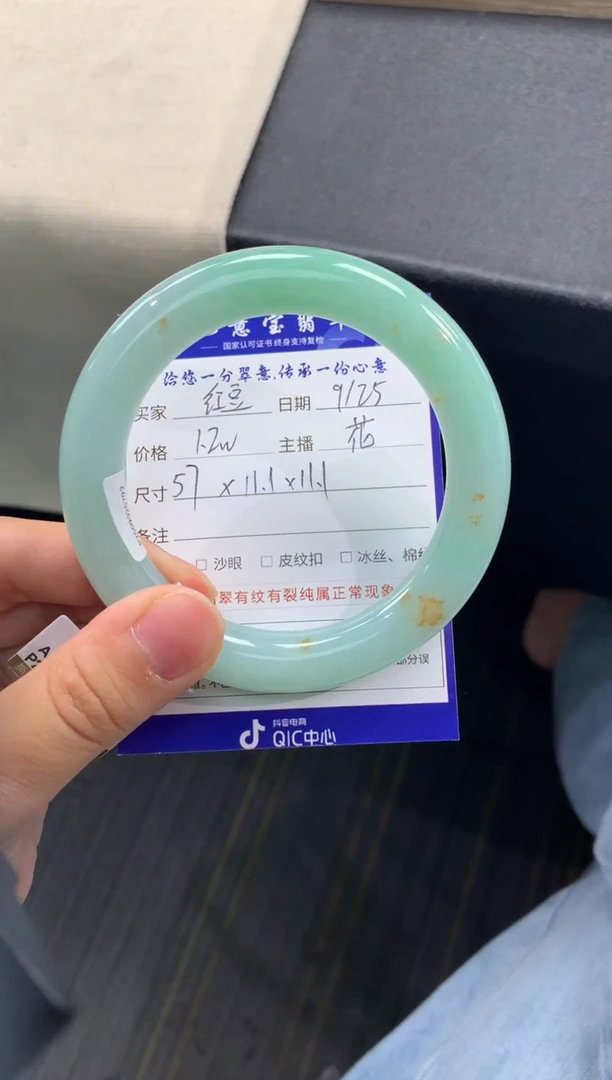 意宝翡
国家认可证书 终身支持复检
给您一分翠意,传承一份心意
买家 红豆 日期 9/25
价格 1.2w 主播 花
尺寸 57 x 11.1 x 11.1
备注
□ 沙眼 □ 皮纹扣 □ 冰丝、棉
翠有纹有裂纯属正常现象
部分误
抖音电商
QIC中心